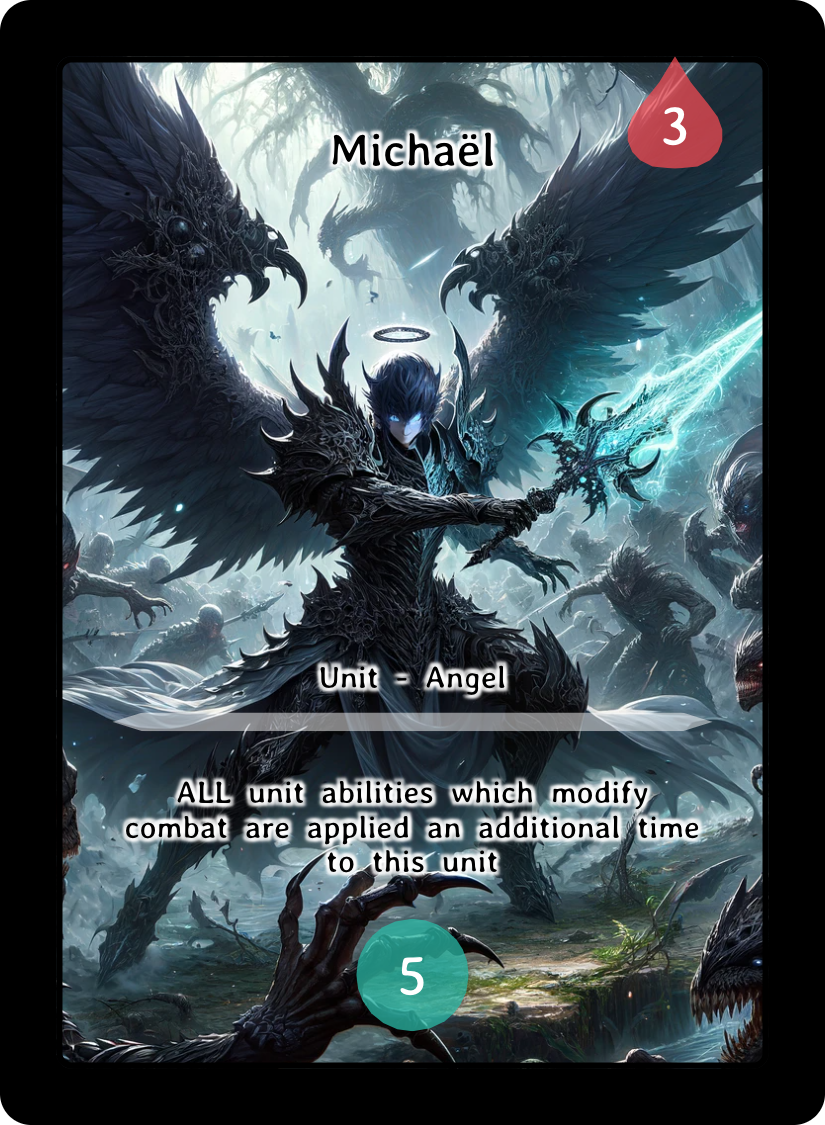 3
Michaël
Unit - Angel
ALL unit abilities which modify
combat are applied an additional time
to this unit
5